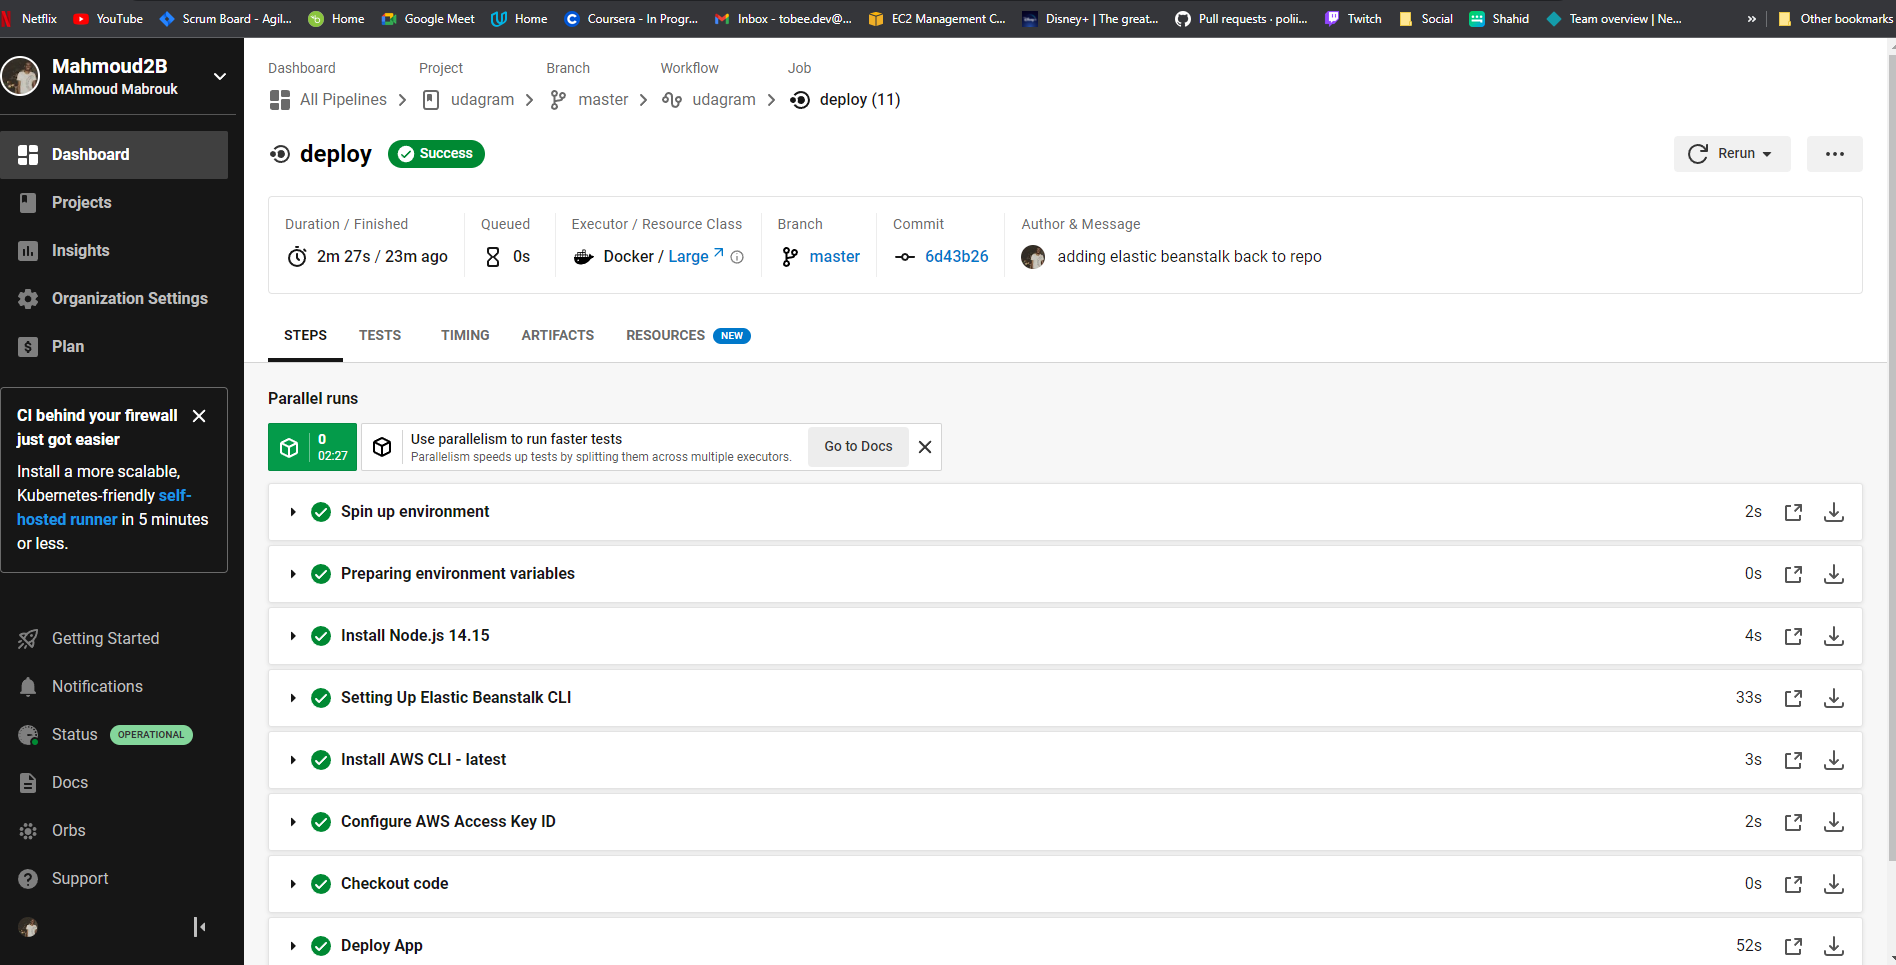 Netflix YouTube Scrum Board - Agil... Home Google Meet Home Coursera - In Progr... Inbox - tobee.dev@... EC2 Management C... Disney+ | The great... Pull requests · poliі... Twitch Social Shahid Team overview | Ne... » Other bookmarks
Mahmoud2B
MAhmoud Mabrouk
Dashboard
Projects
Insights
Organization Settings
Plan
CI behind your firewall
just got easier
Install a more scalable,
Kubernetes-friendly self-
hosted runner in 5 minutes
or less.
Getting Started
Notifications
Status OPERATIONAL
Docs
Orbs
Support
Dashboard Project Branch Workflow Job
All Pipelines udagram master udagram deploy (11)
deploy Success Rerun
Duration / Finished Queued Executor / Resource Class Branch Commit Author & Message
2m 27s / 23m ago 0s Docker / Large master 6d43b26 adding elastic beanstalk back to repo
STEPS TESTS TIMING ARTIFACTS RESOURCES NEW
Parallel runs
0
02:27
Use parallelism to run faster tests
Parallelism speeds up tests by splitting them across multiple executors.
Go to Docs
Spin up environment 2s
Preparing environment variables 0s
Install Node.js 14.15 4s
Setting Up Elastic Beanstalk CLI 33s
Install AWS CLI - latest 3s
Configure AWS Access Key ID 2s
Checkout code 0s
Deploy App 52s